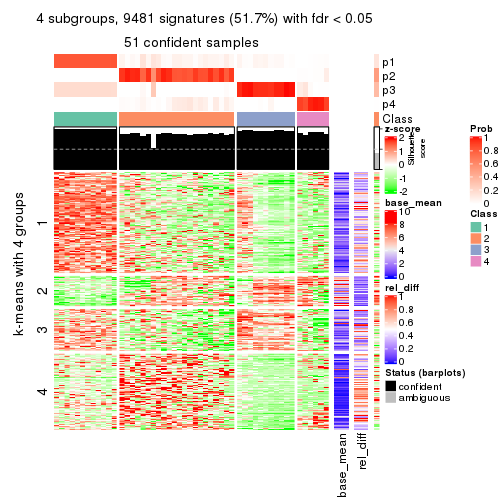 4 subgroups, 9481 signatures (51.7%) with fdr < 0.05
51 confident samples
p1
p2
p3
p4
Class
Silhouette score
k-means with 4 groups
1
2
3
4
base_mean
rel_diff
z-score
2
1
0
-1
-2
base_mean
10
8
6
4
2
0
rel_diff
1
0.8
0.6
0.4
0.2
0
Status (barplots)
confident
ambiguous
Prob
1
0.8
0.6
0.4
0.2
0
Class
1
2
3
4